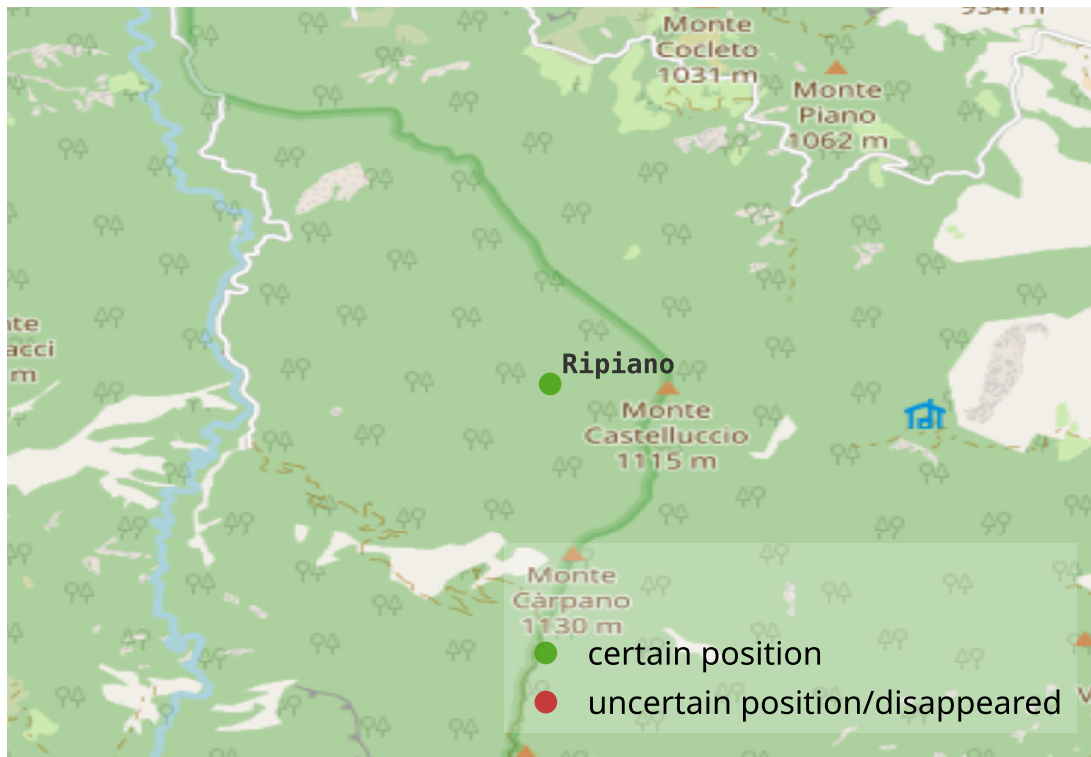 Monte
Cocleto
1031 m
Monte
Piano
1062 m
Ripiano
Monte
Castelluccio
1115 m
Monte
Càrpano
1130 m
certain position
uncertain position/disappeared